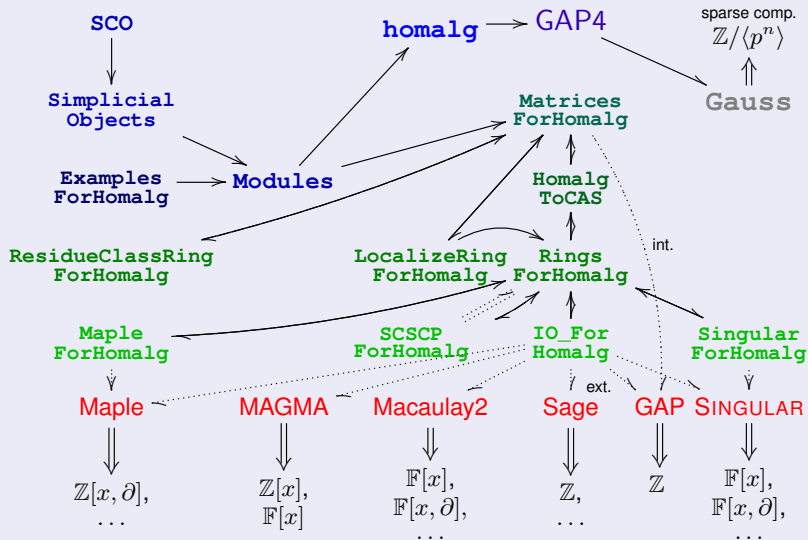 SCO
homalg
GAP4
sparse comp.
ℤ/⟨pⁿ⟩
Simplicial
Objects
Matrices
ForHomalg
Gauss
Examples
ForHomalg
Modules
Homalg
ToCAS
int.
ResidueClassRing
ForHomalg
LocalizeRing
ForHomalg
Rings
ForHomalg
Maple
ForHomalg
SCSCP
ForHomalg
IO_For
Homalg
Singular
ForHomalg
ext.
Maple
MAGMA
Macaulay2
Sage
GAP
SINGULAR
ℤ[x, ∂],
...
ℤ[x],
𝔽[x]
𝔽[x],
𝔽[x, ∂],
...
ℤ,
...
ℤ
𝔽[x],
𝔽[x, ∂],
...